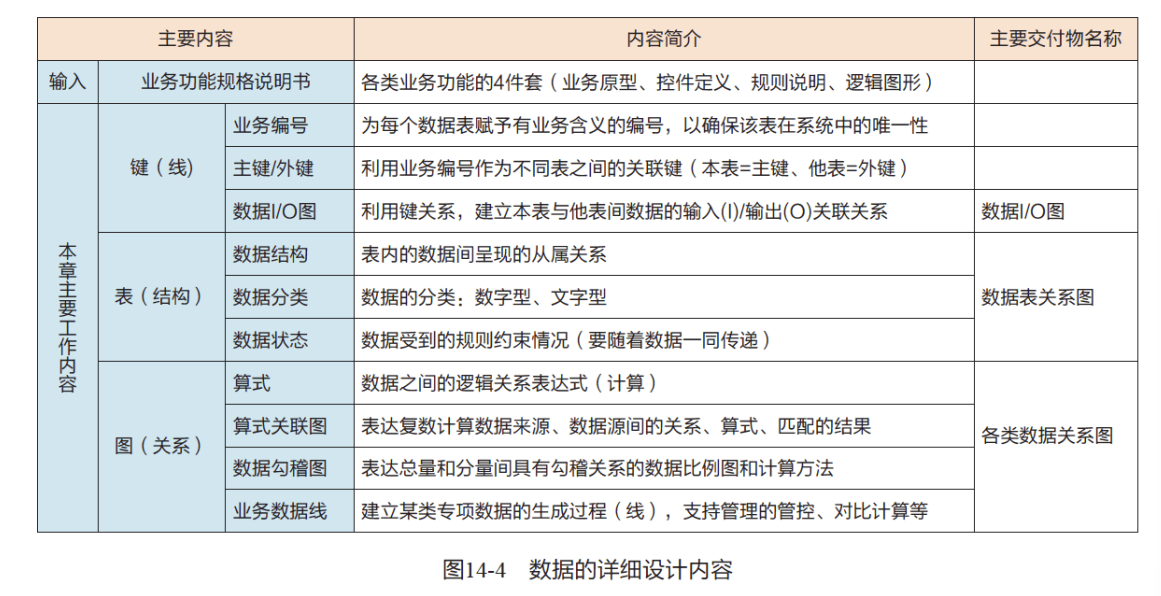 主要内容 内容简介 主要交付物名称
输入 业务功能规格说明书 各类业务功能的4件套（业务原型、控件定义、规则说明、逻辑图形）
本章主要工作内容
键（线)
业务编号 为每个数据表赋予有业务含义的编号，以确保该表在系统中的唯一性
主键/外键 利用业务编号作为不同表之间的关联键（本表=主键、他表=外键）
数据I/O图 利用键关系，建立本表与他表间数据的输入(I)/输出(O)关联关系 数据I/O图
表（结构）
数据结构 表内的数据间呈现的从属关系
数据分类 数据的分类：数字型、文字型 数据表关系图
数据状态 数据受到的规则约束情况（要随着数据一同传递）
图（关系）
算式 数据之间的逻辑关系表达式（计算）
算式关联图 表达复数计算数据来源、数据源间的关系、算式、匹配的结果
各类数据关系图
数据勾稽图 表达总量和分量间具有勾稽关系的数据比例图和计算方法
业务数据线 建立某类专项数据的生成过程（线），支持管理的管控、对比计算等
图14-4 数据的详细设计内容